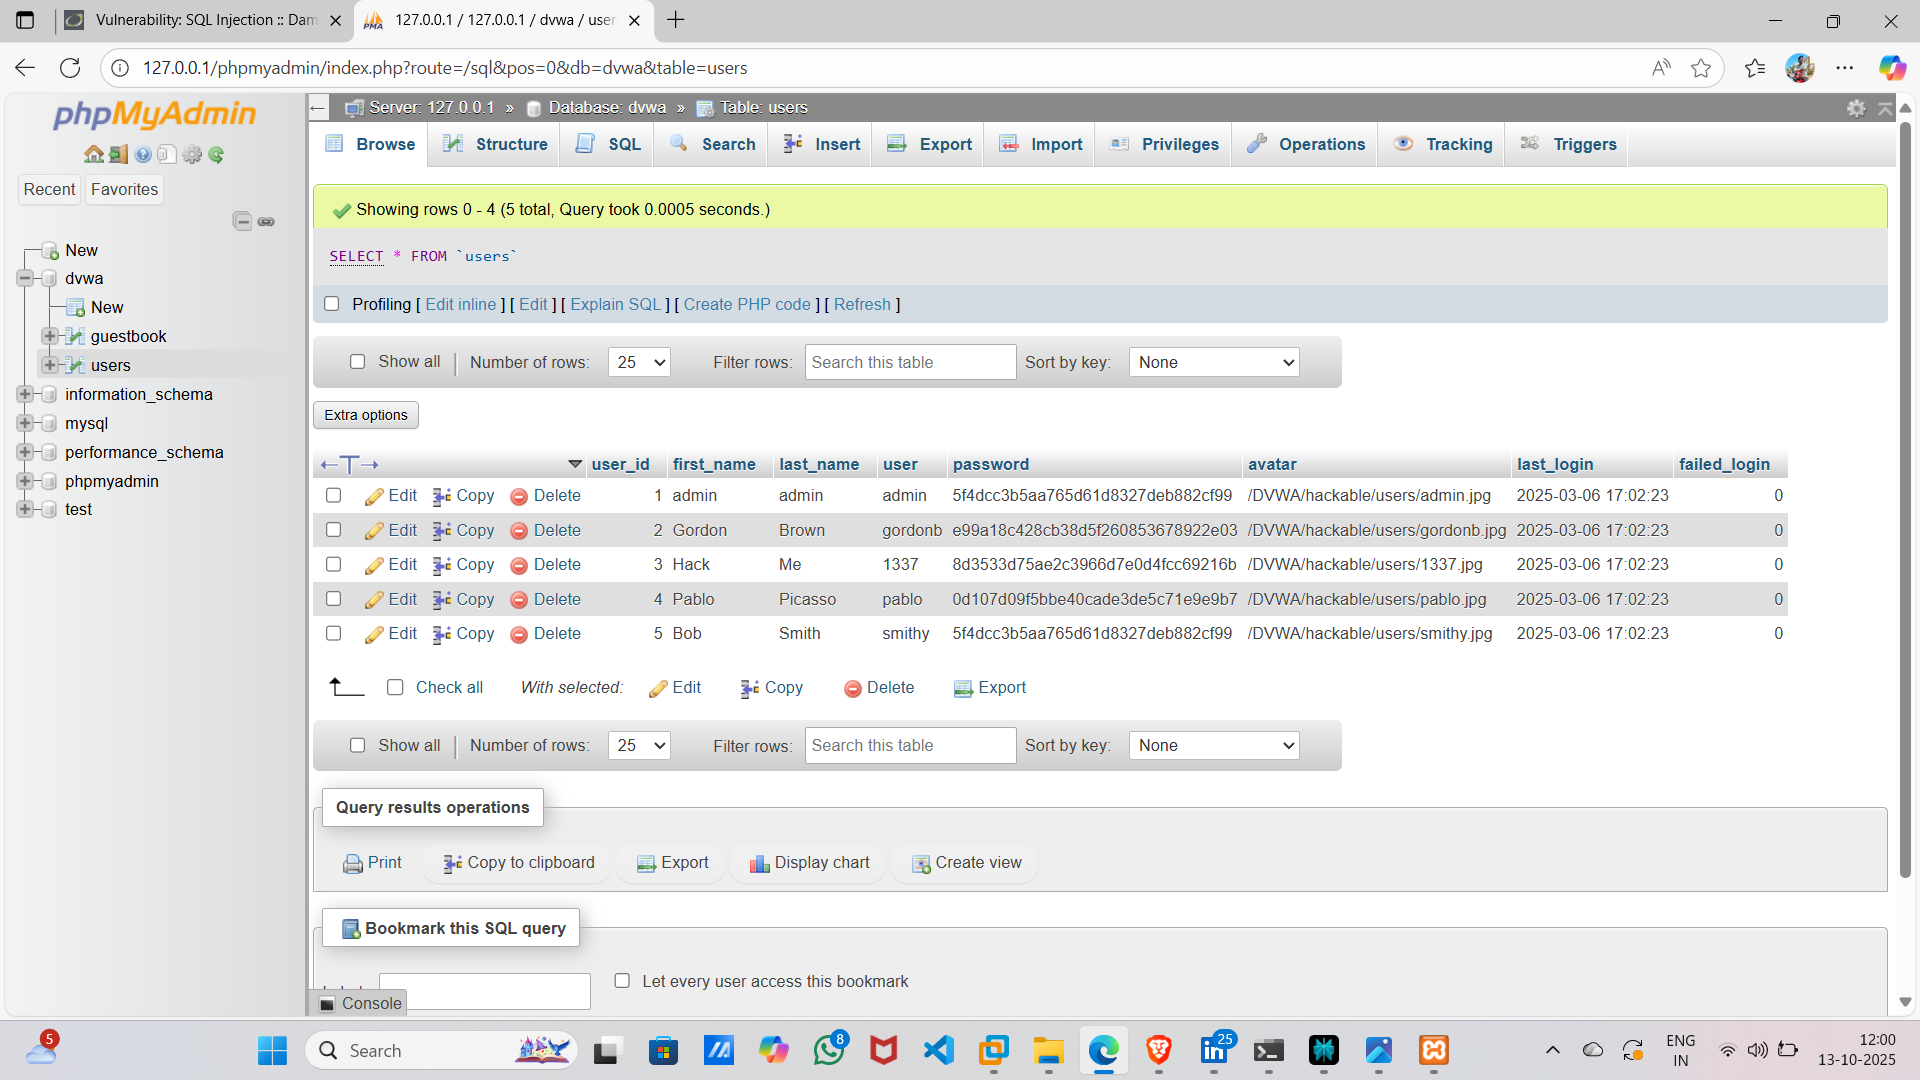 Vulnerability: SQL Injection :: Dam
127.0.0.1 / 127.0.0.1 / dvwa / user
127.0.0.1/phpmyadmin/index.php?route=/sql&pos=0&db=dvwa&table=users
phpMyAdmin
Recent Favorites
New
dvwa
New
guestbook
users
information_schema
mysql
performance_schema
phpmyadmin
test
Server: 127.0.0.1 » Database: dvwa » Table: users
Browse Structure SQL Search Insert Export Import Privileges Operations Tracking Triggers
Showing rows 0 - 4 (5 total, Query took 0.0005 seconds.)
SELECT * FROM `users`
Profiling [ Edit inline ] [ Edit ] [ Explain SQL ] [ Create PHP code ] [ Refresh ]
Show all Number of rows: 25 Filter rows: Search this table Sort by key: None
Extra options
user_id first_name last_name user password avatar last_login failed_login
Edit Copy Delete 1 admin admin admin 5f4dcc3b5aa765d61d8327deb882cf99 /DVWA/hackable/users/admin.jpg 2025-03-06 17:02:23 0
Edit Copy Delete 2 Gordon Brown gordonb e99a18c428cb38d5f260853678922e03 /DVWA/hackable/users/gordonb.jpg 2025-03-06 17:02:23 0
Edit Copy Delete 3 Hack Me 1337 8d3533d75ae2c3966d7e0d4fcc69216b /DVWA/hackable/users/1337.jpg 2025-03-06 17:02:23 0
Edit Copy Delete 4 Pablo Picasso pablo 0d107d09f5bbe40cade3de5c71e9e9b7 /DVWA/hackable/users/pablo.jpg 2025-03-06 17:02:23 0
Edit Copy Delete 5 Bob Smith smithy 5f4dcc3b5aa765d61d8327deb882cf99 /DVWA/hackable/users/smithy.jpg 2025-03-06 17:02:23 0
Check all With selected: Edit Copy Delete Export
Show all Number of rows: 25 Filter rows: Search this table Sort by key: None
Query results operations
Print Copy to clipboard Export Display chart Create view
Bookmark this SQL query
Let every user access this bookmark
Console
5
Search
8
25
ENG
IN
12:00
13-10-2025